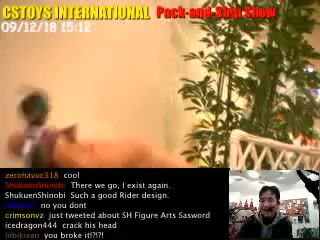 CSTOYS INTERNATIONAL Pack-and-Ship Show
09/12/18 15:12
zerohavuc318 cool
ShukuenShinobi There we go, I exist again.
ShukuenShinobi Such a good Rider design.
no you dont
crimsonvz just tweeted about SH Figure Arts Sasword
icedragon444 crack his head
hibikisan you broke it!?!?!